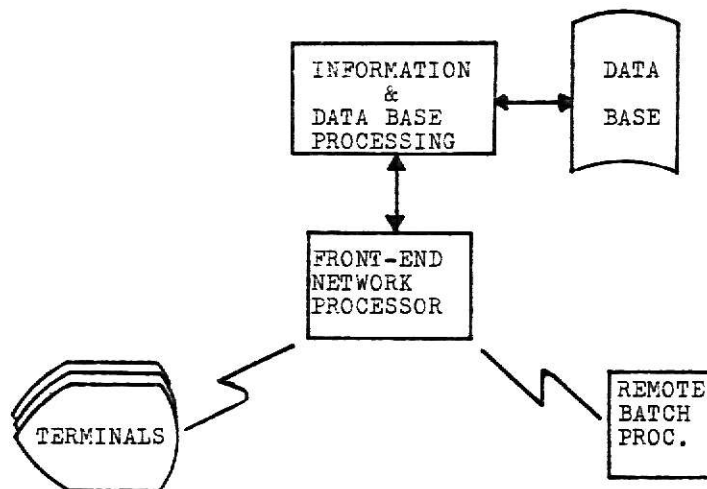 INFORMATION
&
DATA BASE
PROCESSING
DATA
BASE
FRONT-END
NETWORK
PROCESSOR
TERMINALS
REMOTE
BATCH
PROC.